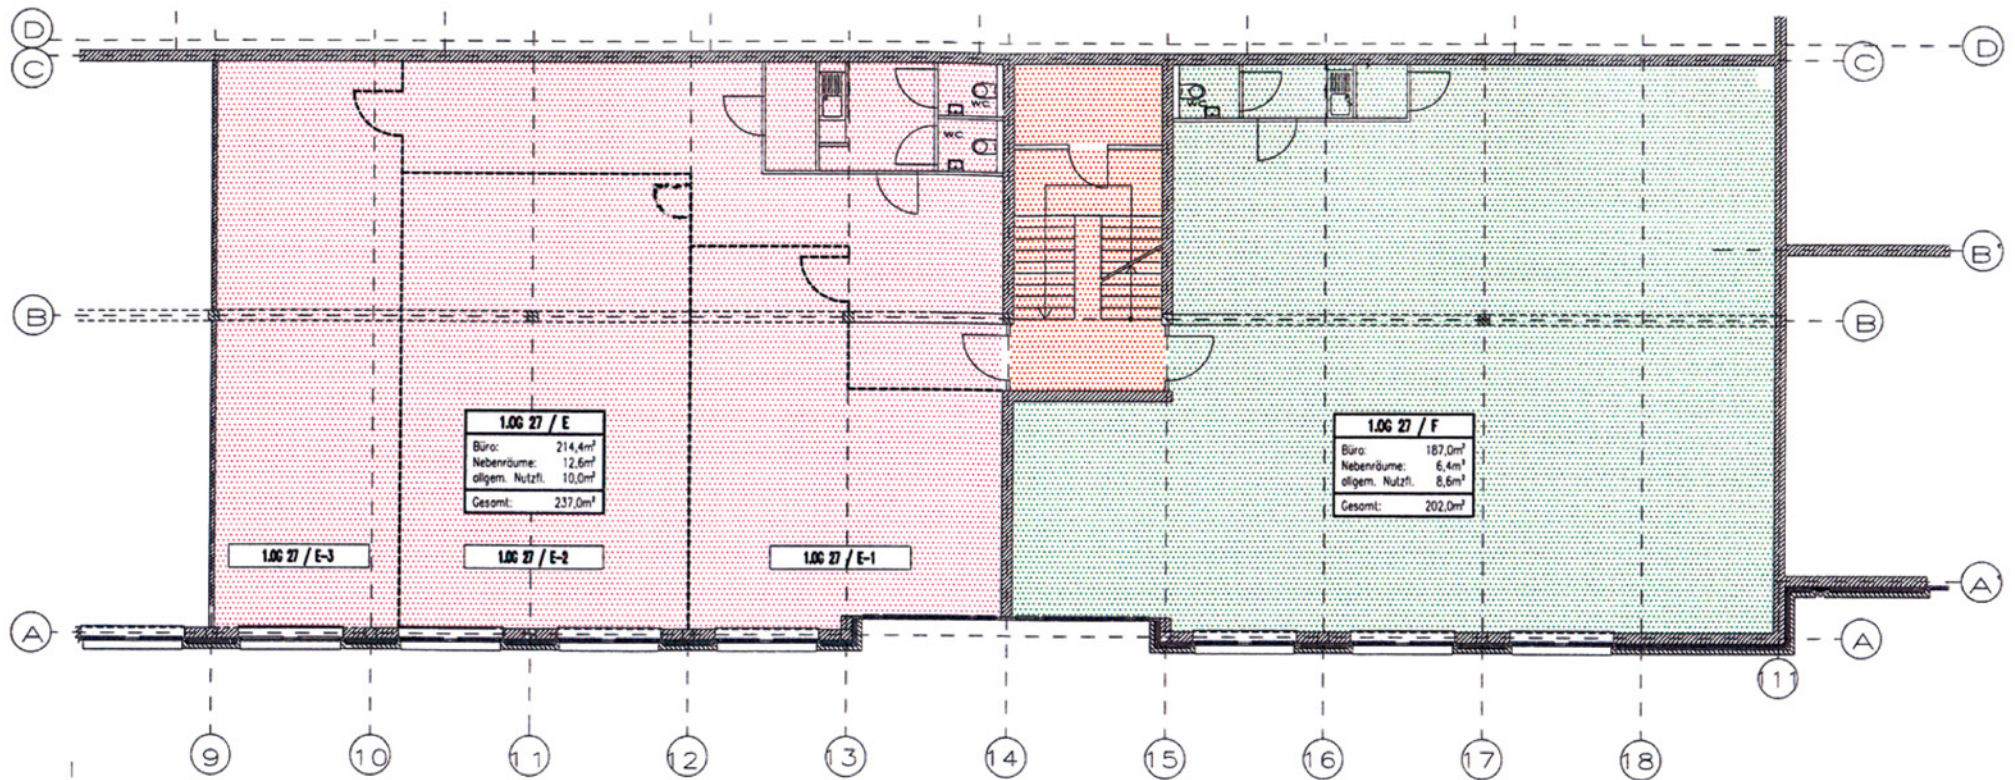 D
D
C
C
WC
WC
WC
B'
B
B
1.OG 27 / E
Büro: 214,4m²
Nebenräume: 12,6m²
allgem. Nutzfl. 10,0m²
Gesamt: 237,0m²
1.OG 27 / F
Büro: 187,0m²
Nebenräume: 6,4m²
allgem. Nutzfl. 8,6m²
Gesamt: 202,0m²
1.OG 27 / E-3
1.OG 27 / E-2
1.OG 27 / E-1
A'
A
A
111
9
10
11
12
13
14
15
16
17
18